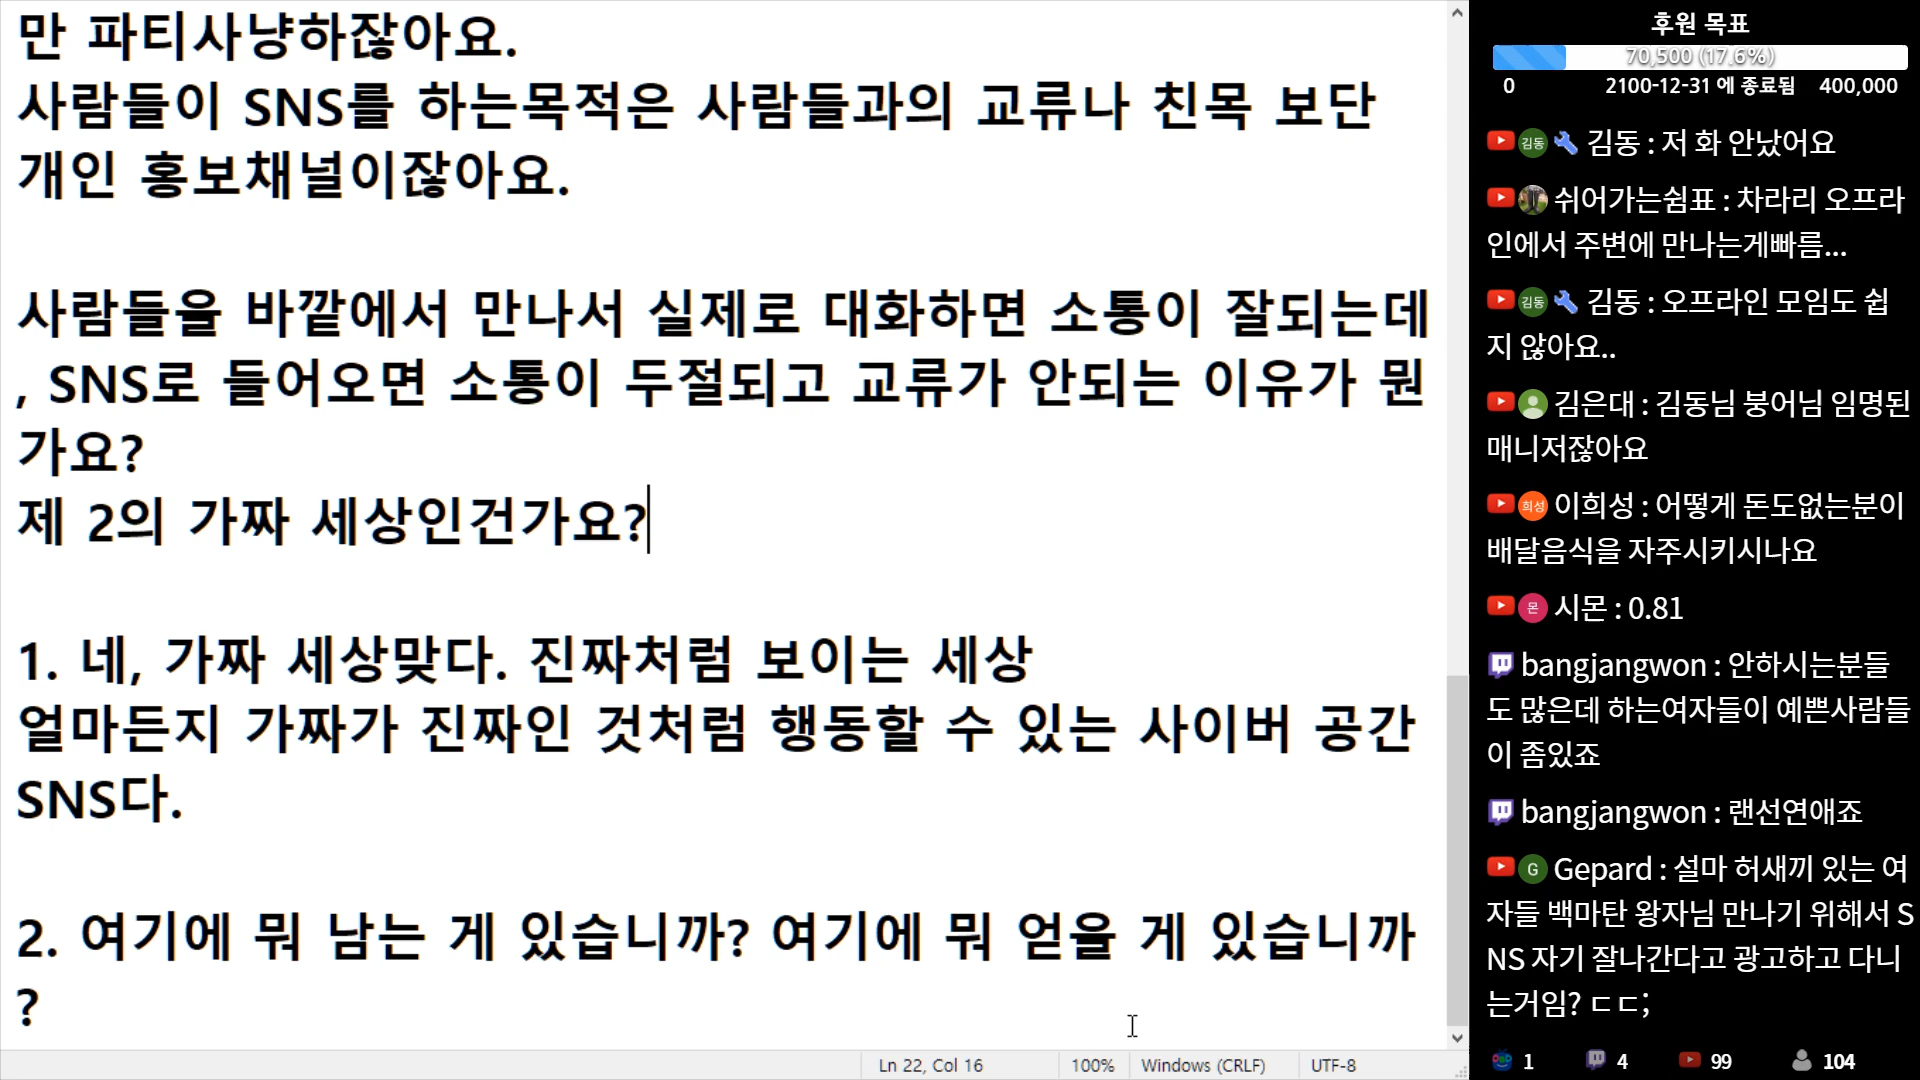 만 파티사냥하잖아요.
사람들이 SNS를 하는목적은 사람들과의 교류나 친목 보단
개인 홍보채널이잖아요.
사람들을 바깥에서 만나서 실제로 대화하면 소통이 잘되는데
, SNS로 들어오면 소통이 두절되고 교류가 안되는 이유가 뭔
가요?
제 2의 가짜 세상인건가요?
1. 네, 가짜 세상맞다. 진짜처럼 보이는 세상
얼마든지 가짜가 진짜인 것처럼 행동할 수 있는 사이버 공간
SNS다.
2. 여기에 뭐 남는 게 있습니까? 여기에 뭐 얻을 게 있습니까
?
Ln 22, Col 16
100%
Windows (CRLF)
UTF-8
후원 목표
70,500 (17.6%)
0 2100-12-31 에 종료됨 400,000
김동 김동 : 저 화 안났어요
쉬어가는쉼표 : 차라리 오프라
인에서 주변에 만나는게빠름...
김동 김동 : 오프라인 모임도 쉽
지 않아요..
김은대 : 김동님 붕어님 임명된
매니저잖아요
희성 이희성 : 어떻게 돈도없는분이
배달음식을 자주시키시나요
몬 시몬 : 0.81
bangjangwon : 안하시는분들
도 많은데 하는여자들이 예쁜사람들
이 좀있죠
bangjangwon : 랜선연애죠
G Gepard : 설마 허새끼 있는 여
자들 백마탄 왕자님 만나기 위해서 S
NS 자기 잘나간다고 광고하고 다니
는거임? ㄷㄷ;
1 4 99 104